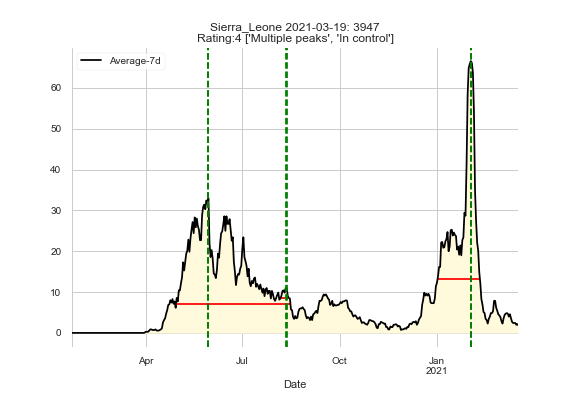 Sierra_Leone 2021-03-19: 3947
Rating:4 ['Multiple peaks', 'In control']
Average-7d
60
50
40
30
20
10
0
Apr
Jul
Oct
Jan
2021
Date